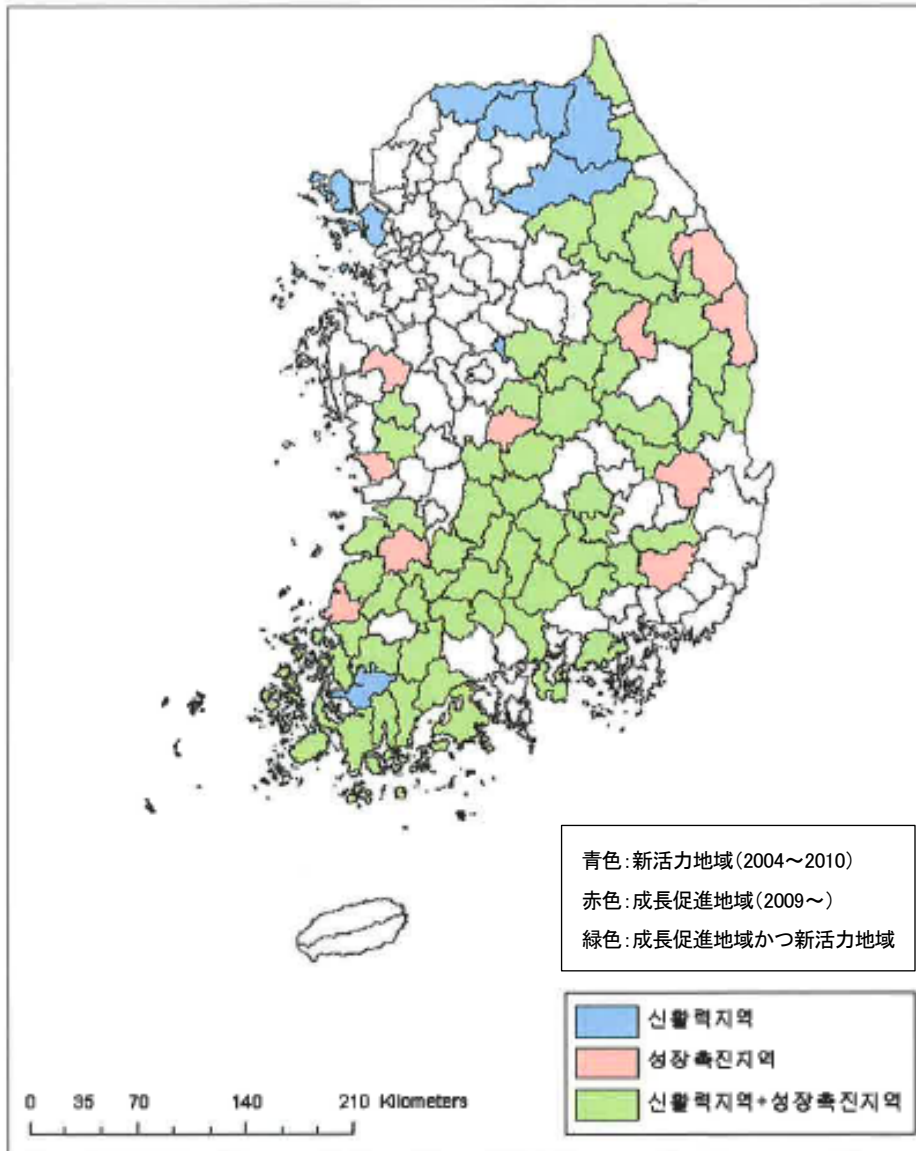 青色：新活力地域（2004～2010）
赤色：成長促進地域（2009～）
緑色：成長促進地域かつ新活力地域
신활력지역
성장촉진지역
신활력지역+성장촉진지역
0 35 70 140 210 Kilometers